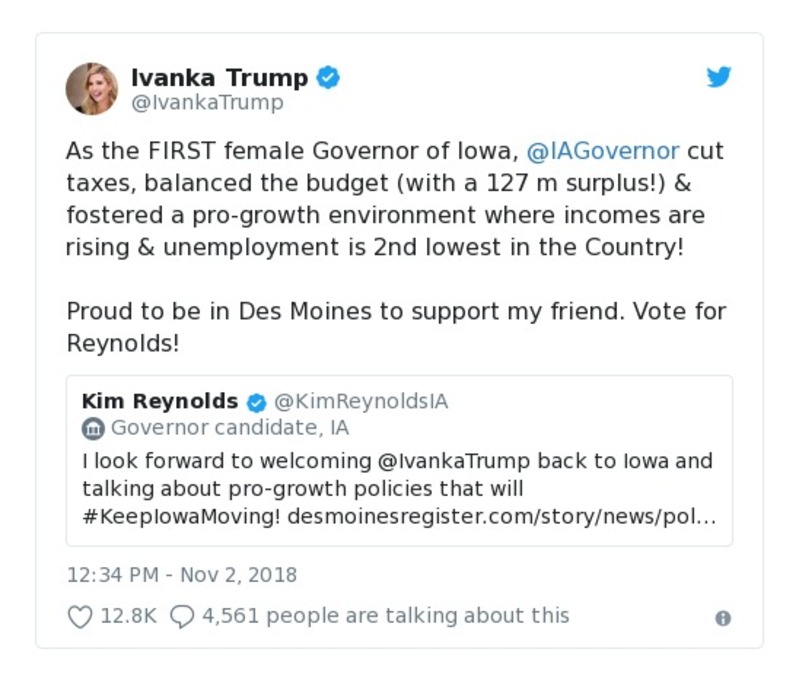 Ivanka Trump
@IvankaTrump
As the FIRST female Governor of Iowa, @IAGovernor cut
taxes, balanced the budget (with a 127 m surplus!) &
fostered a pro-growth environment where incomes are
rising & unemployment is 2nd lowest in the Country!
Proud to be in Des Moines to support my friend. Vote for
Reynolds!
Kim Reynolds @KimReynoldsIA
Governor candidate, IA
I look forward to welcoming @IvankaTrump back to Iowa and
talking about pro-growth policies that will
#KeepIowaMoving! desmoinesregister.com/story/news/pol…
12:34 PM - Nov 2, 2018
12.8K 4,561 people are talking about this